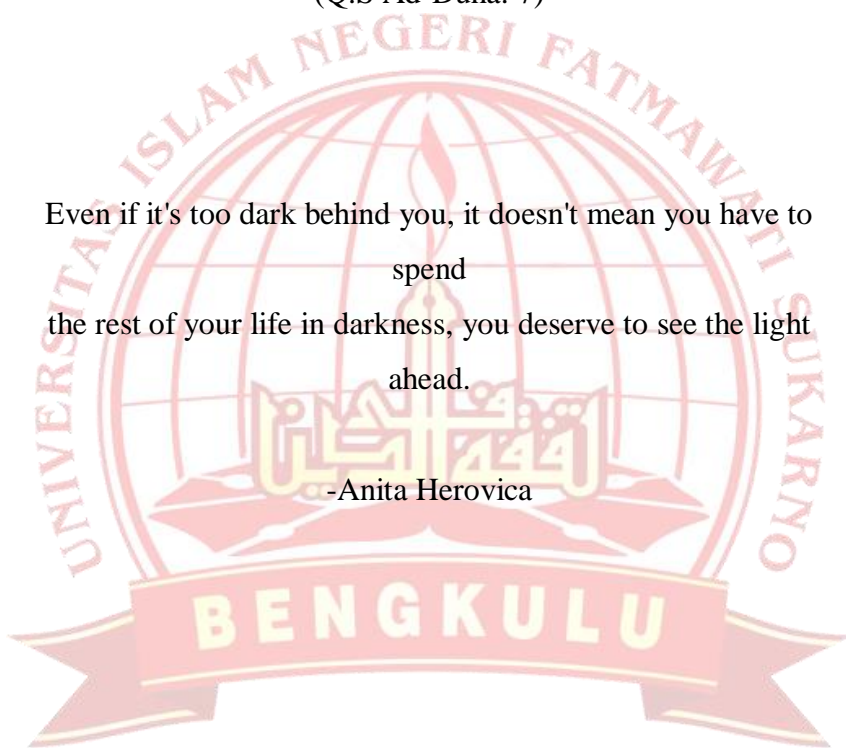 (Q.S Ad-Duha: 7)
UNIVERSITAS ISLAM NEGERI FATMAWATI SUKARNO
Even if it's too dark behind you, it doesn't mean you have to
spend
the rest of your life in darkness, you deserve to see the light
ahead.
-Anita Herovica
BENGKULU